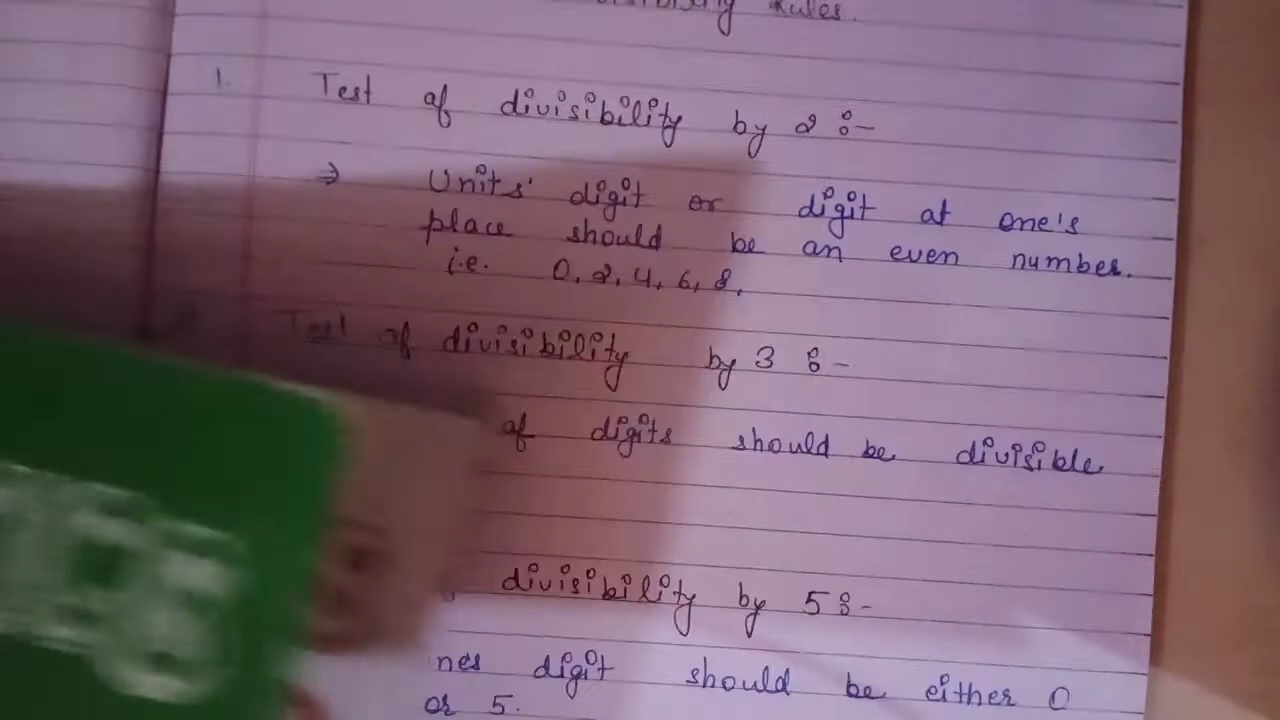 Rules.
1. Test of divisibility by 2 :-
⇒ Units' digit or digit at one's
place should be an even number.
i.e. 0, 2, 4, 6, 8,
Test of divisibility by 3 :-
of digits should be divisible
divisibility by 5 :-
nes digit should be either 0
or 5.